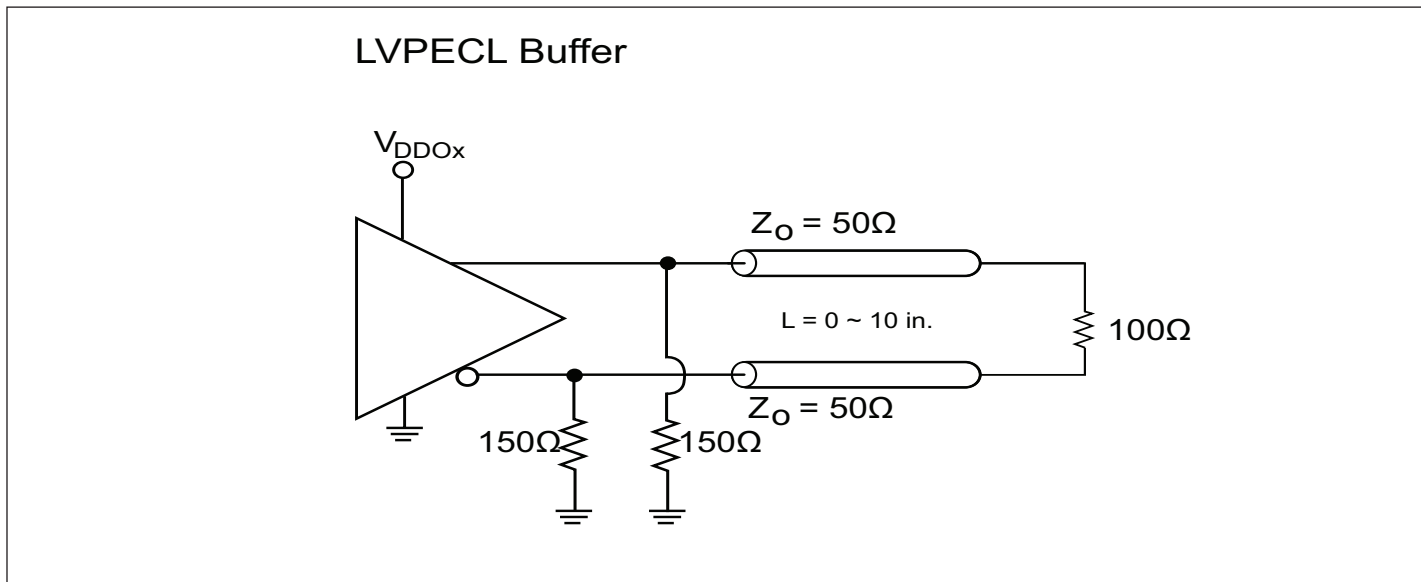 LVPECL Buffer
VDDOx
ZO = 50Ω
L = 0 ~ 10 in.
100Ω
ZO = 50Ω
150Ω
150Ω